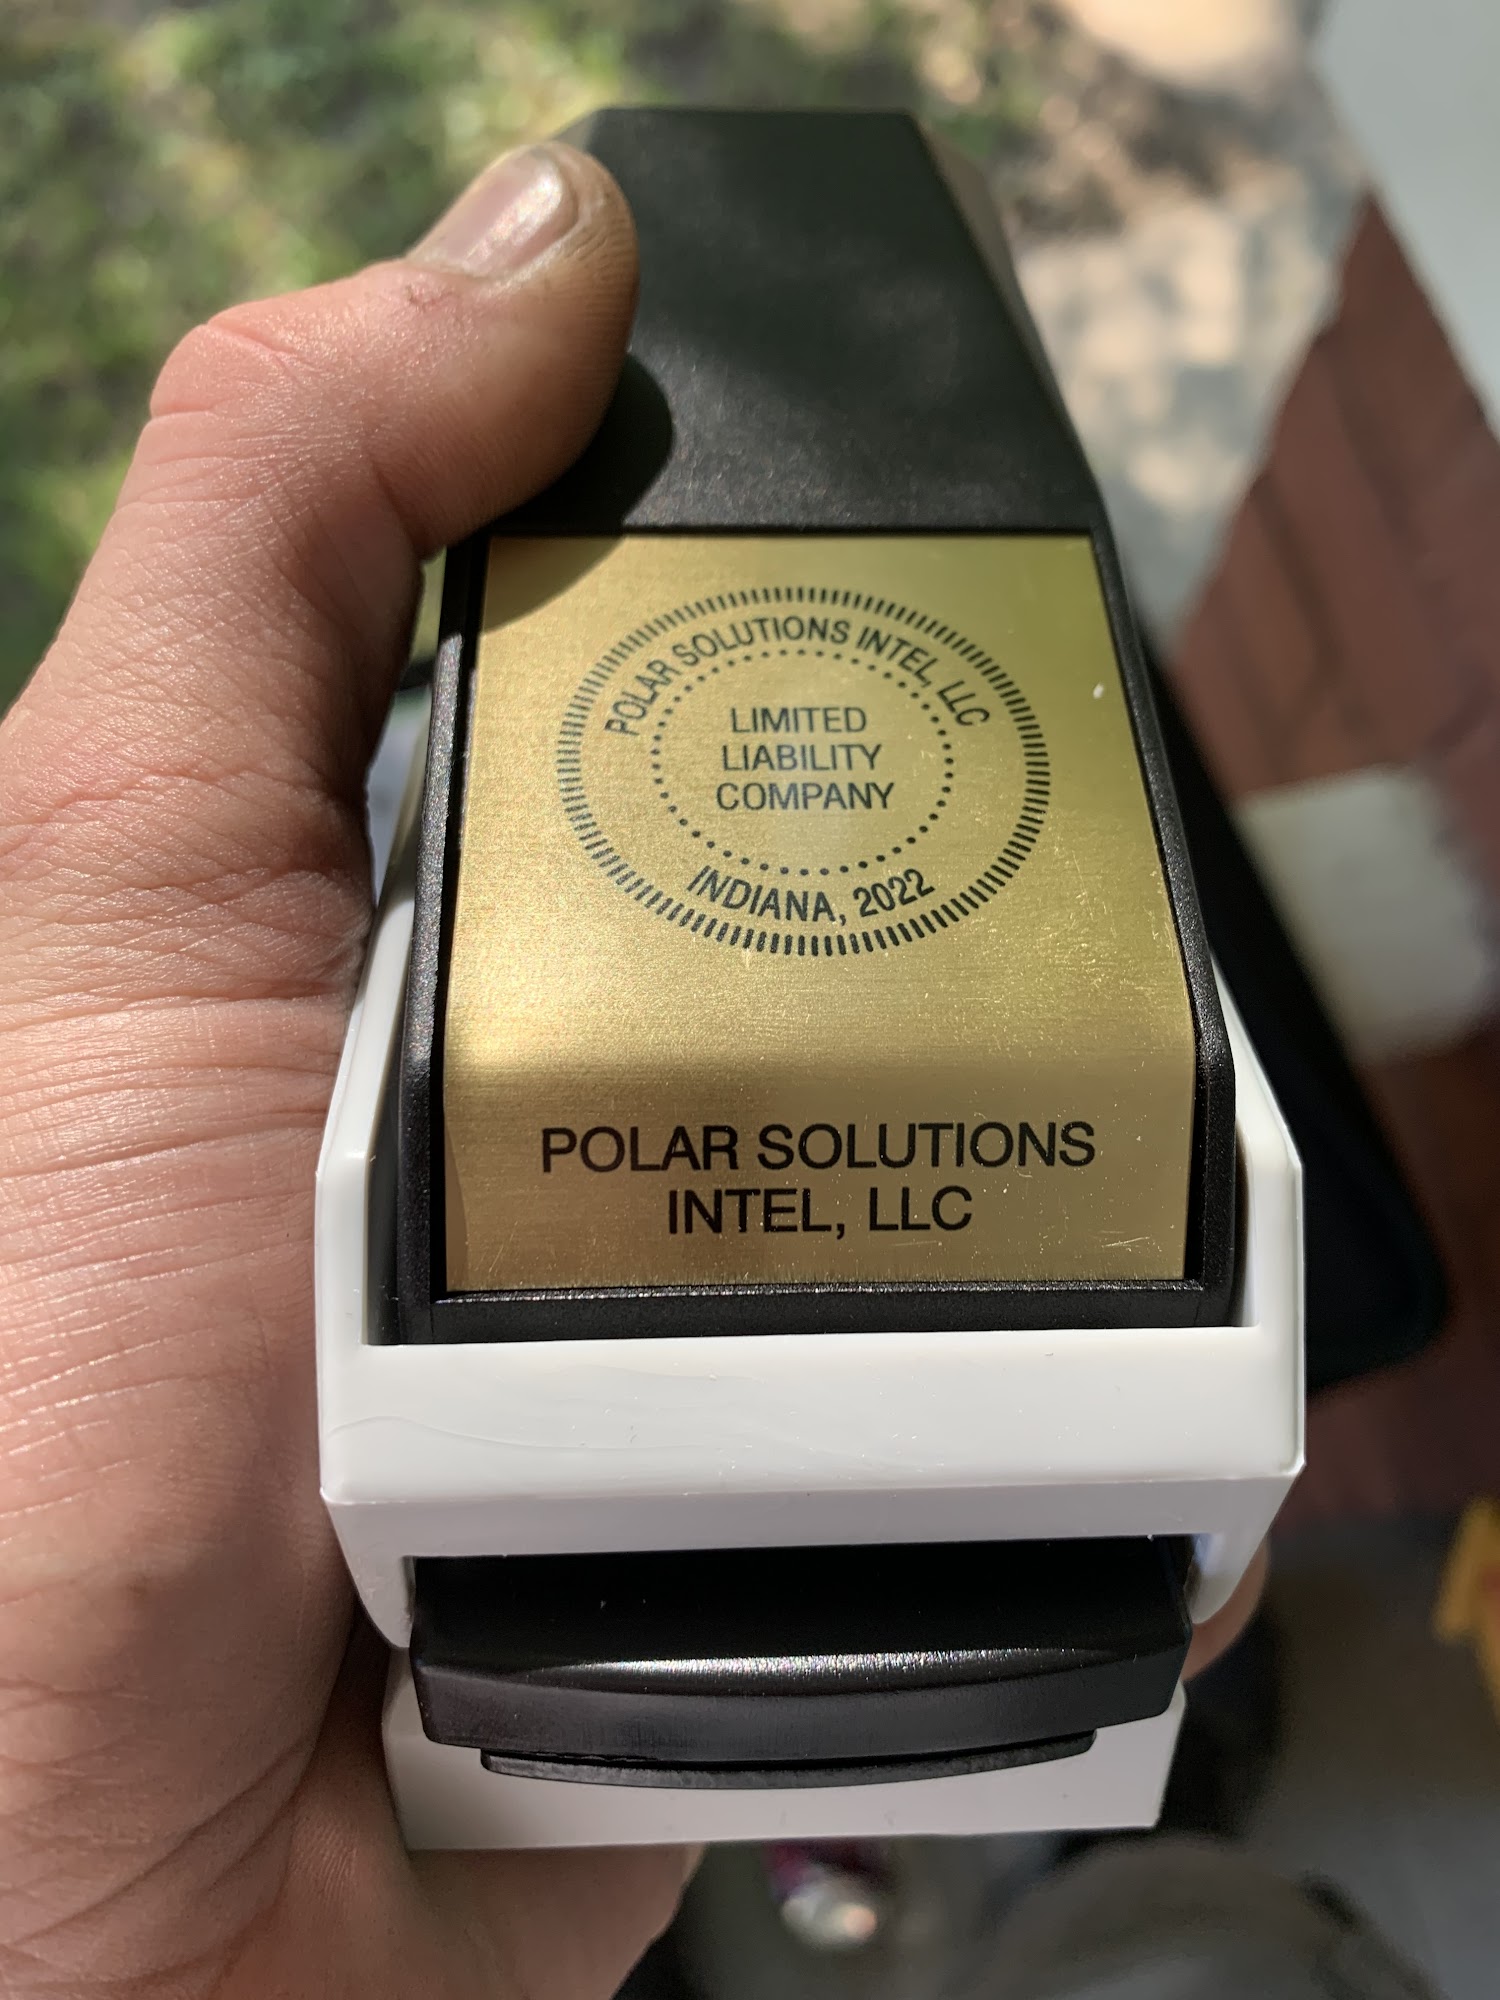 POLAR SOLUTIONS INTEL, LLC
LIMITED
LIABILITY
COMPANY
INDIANA, 2022
POLAR SOLUTIONS
INTEL, LLC